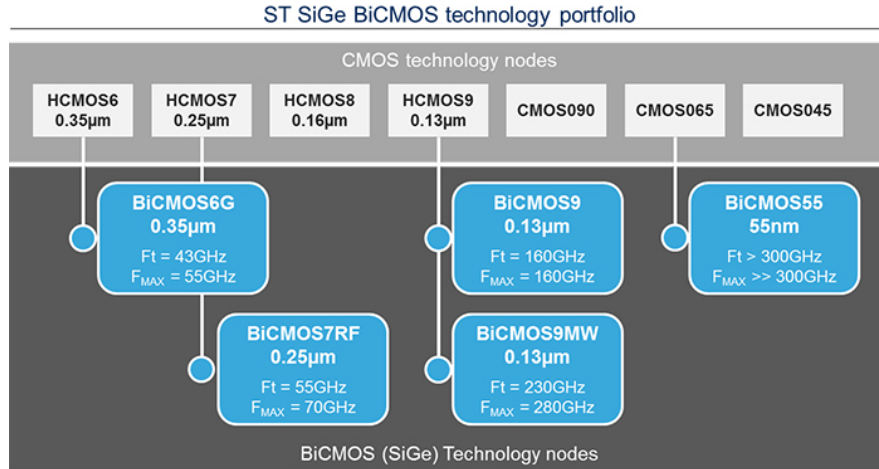 ST SiGe BiCMOS technology portfolio
CMOS technology nodes
HCMOS6
0.35µm
HCMOS7
0.25µm
HCMOS8
0.16µm
HCMOS9
0.13µm
CMOS090
CMOS065
CMOS045
BiCMOS6G
0.35µm
Ft = 43GHz
FMAX = 55GHz
BiCMOS9
0.13µm
Ft = 160GHz
FMAX = 160GHz
BiCMOS55
55nm
Ft > 300GHz
FMAX >> 300GHz
BiCMOS7RF
0.25µm
Ft = 55GHz
FMAX = 70GHz
BiCMOS9MW
0.13µm
Ft = 230GHz
FMAX = 280GHz
BiCMOS (SiGe) Technology nodes